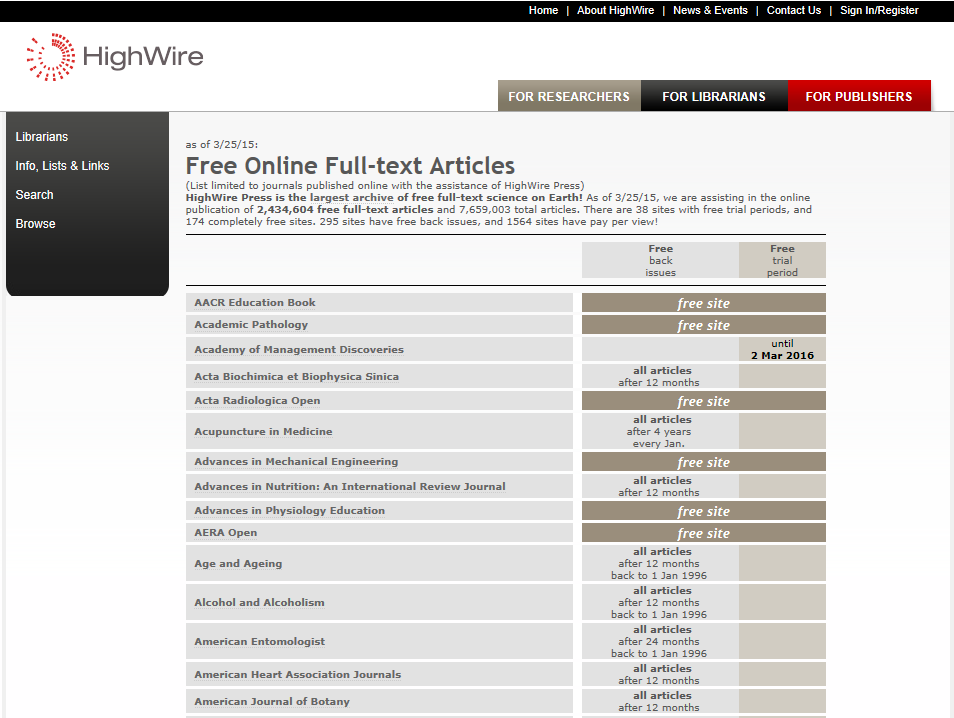 Home | About HighWire | News & Events | Contact Us | Sign In/Register
HighWire
FOR RESEARCHERS FOR LIBRARIANS FOR PUBLISHERS
Librarians
Info, Lists & Links
Search
Browse
as of 3/25/15:
Free Online Full-text Articles
(List limited to journals published online with the assistance of HighWire Press)
HighWire Press is the largest archive of free full-text science on Earth! As of 3/25/15, we are assisting in the online
publication of 2,434,604 free full-text articles and 7,659,003 total articles. There are 38 sites with free trial periods, and
174 completely free sites. 295 sites have free back issues, and 1564 sites have pay per view!
Free
back
issues
Free
trial
period
AACR Education Book
free site
Academic Pathology
free site
Academy of Management Discoveries
until
2 Mar 2016
Acta Biochimica et Biophysica Sinica
all articles
after 12 months
Acta Radiologica Open
free site
Acupuncture in Medicine
all articles
after 4 years
every Jan.
Advances in Mechanical Engineering
free site
Advances in Nutrition: An International Review Journal
all articles
after 12 months
Advances in Physiology Education
free site
AERA Open
free site
Age and Ageing
all articles
after 12 months
back to 1 Jan 1996
Alcohol and Alcoholism
all articles
after 12 months
back to 1 Jan 1996
American Entomologist
all articles
after 24 months
back to 1 Jan 1996
American Heart Association Journals
all articles
after 12 months
American Journal of Botany
all articles
after 12 months